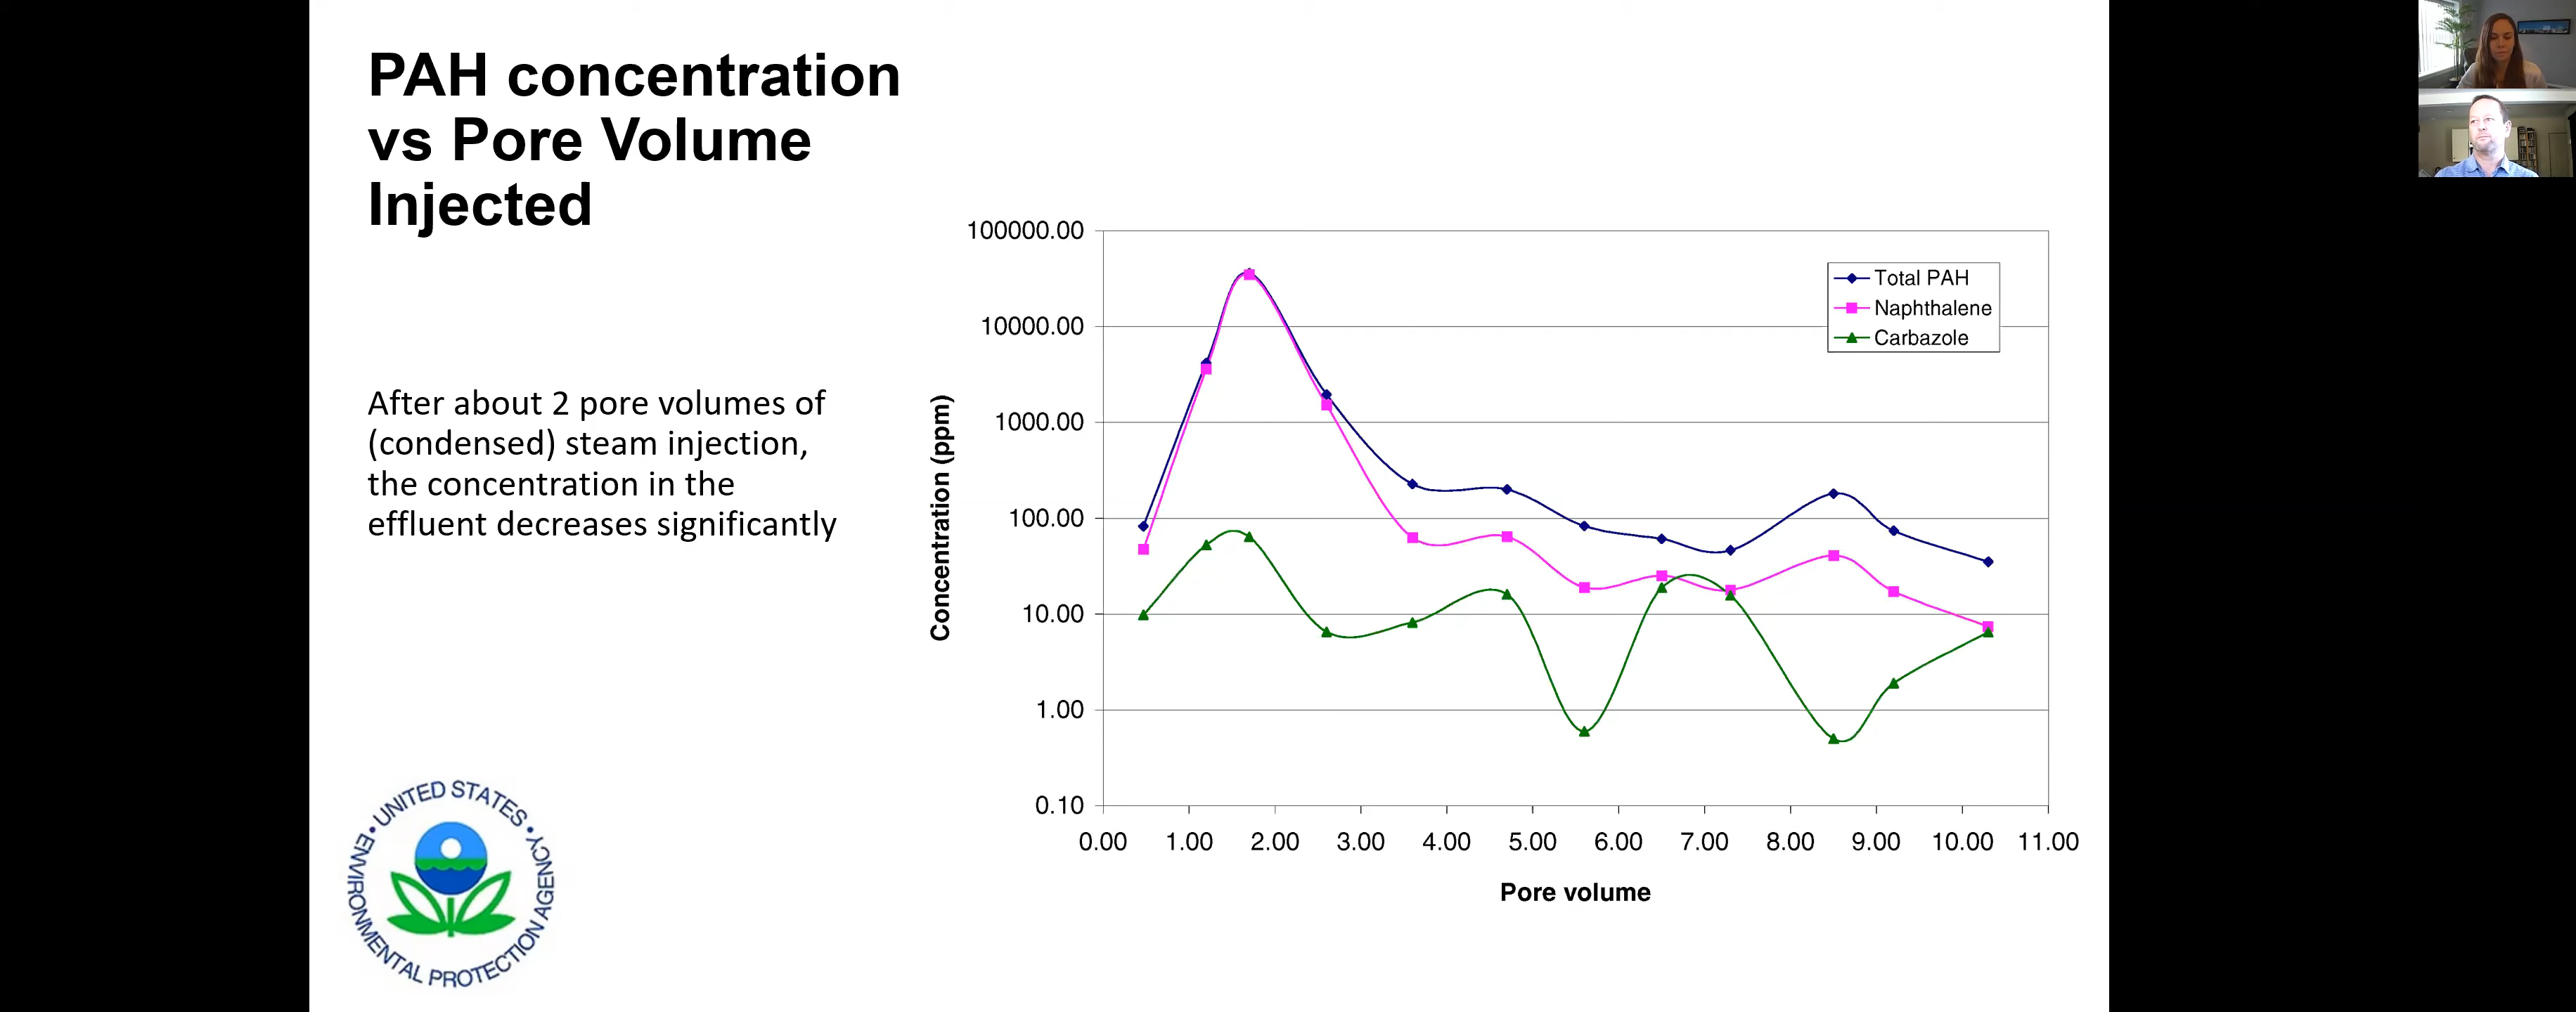 PAH concentration
vs Pore Volume
Injected
After about 2 pore volumes of
(condensed) steam injection,
the concentration in the
effluent decreases significantly
100000.00
10000.00
1000.00
100.00
10.00
1.00
0.10
Concentration (ppm)
0.00 1.00 2.00 3.00 4.00 5.00 6.00 7.00 8.00 9.00 10.00 11.00
Pore volume
Total PAH
Naphthalene
Carbazole
UNITED STATES • ENVIRONMENTAL PROTECTION AGENCY •